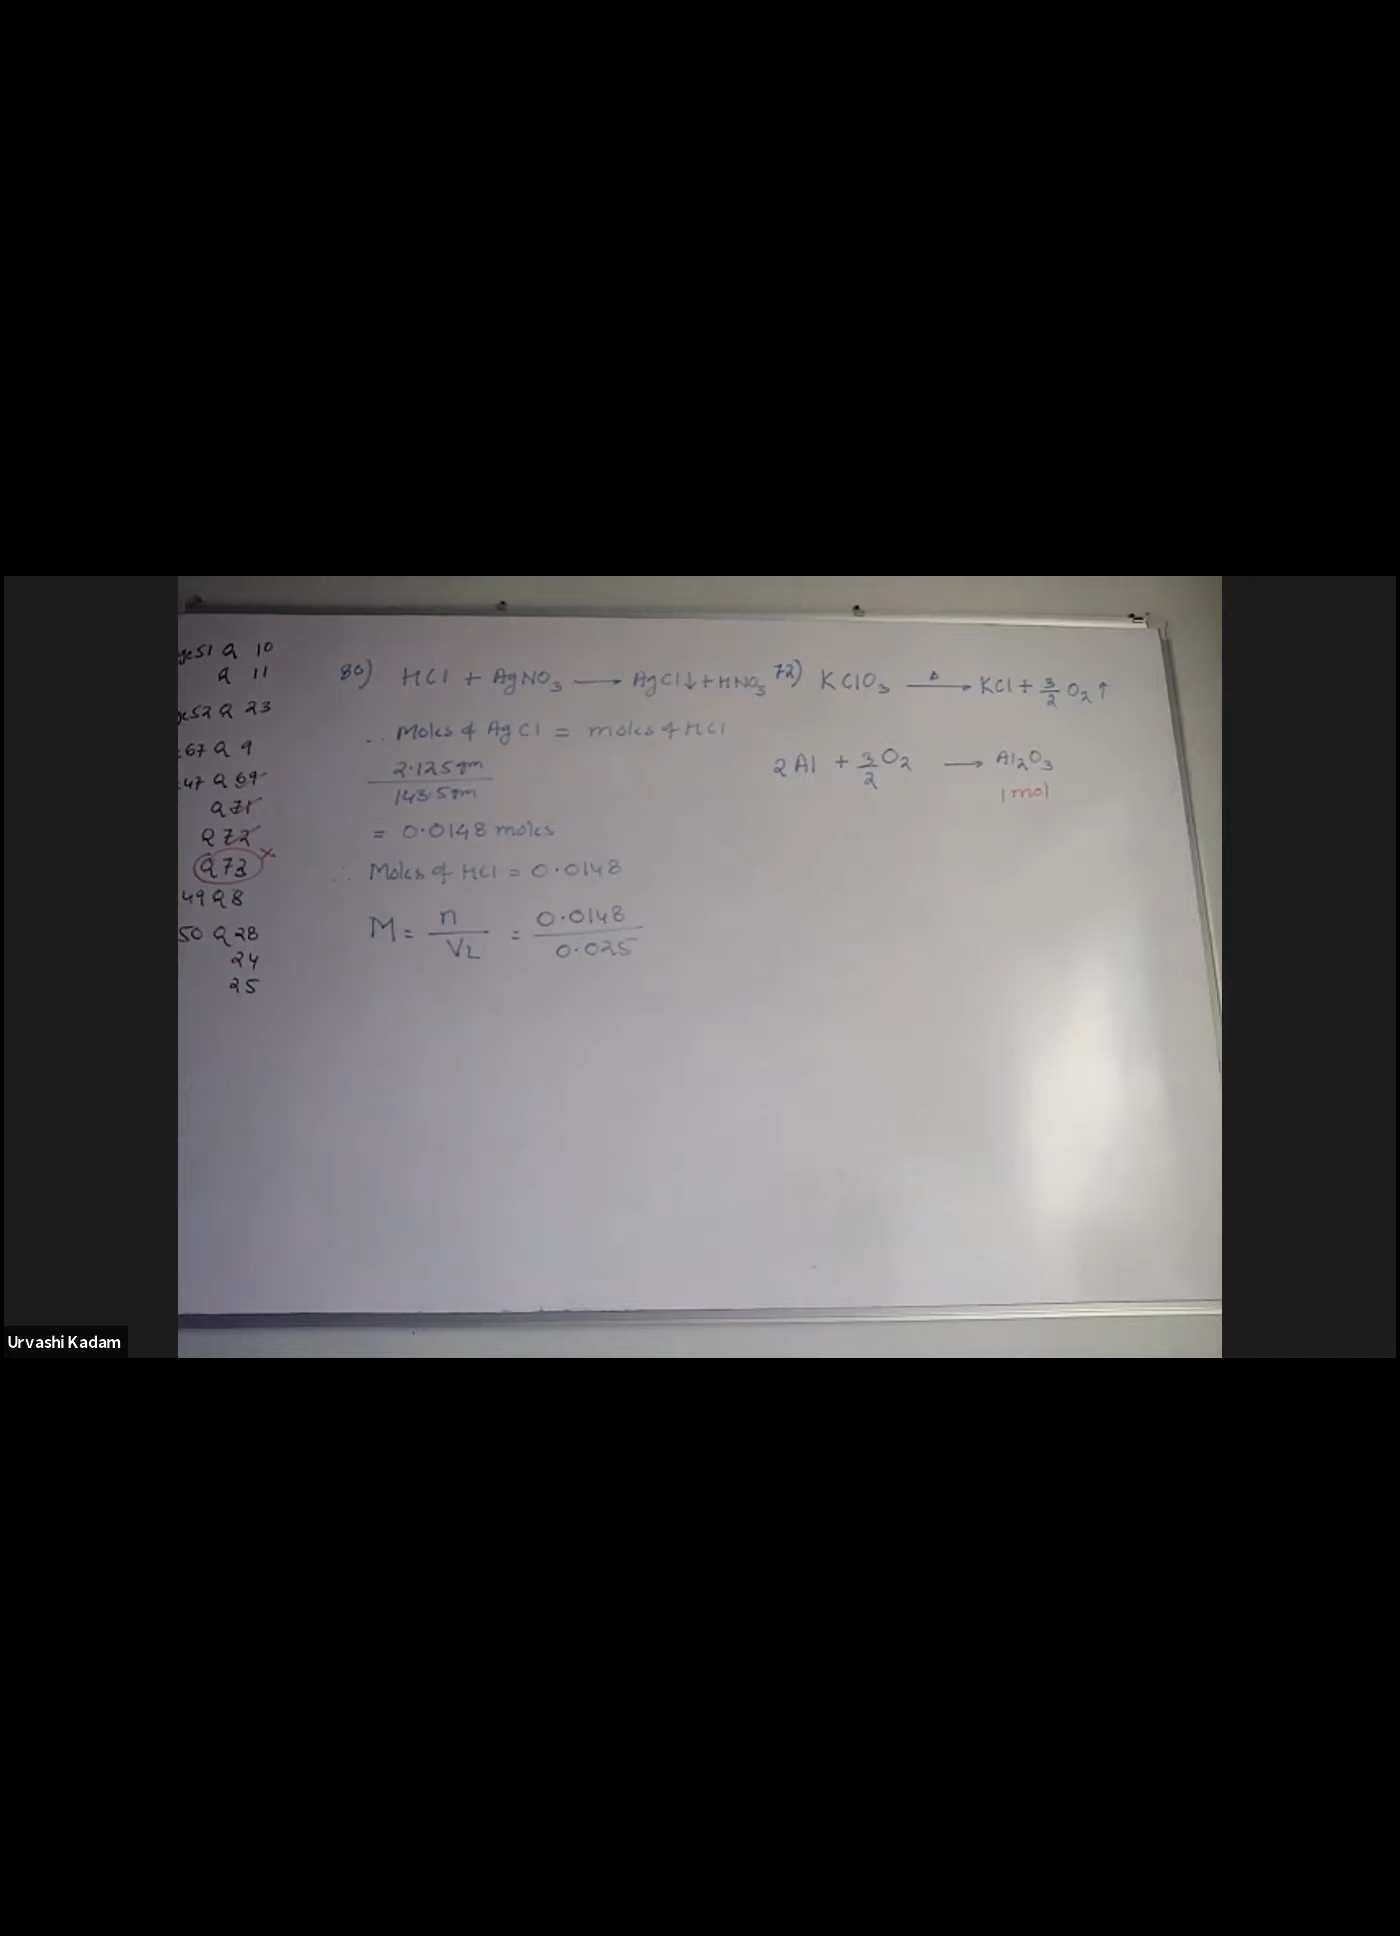 Q 10
Q 11
Q 23
67 Q 9
47 Q 69
Q 71
Q 72
Q 73 x
49 Q 8
50 Q 28
24
25
80) HCl + AgNO₃ → AgCl↓ + HNO₃
∴ Moles of AgCl = moles of HCl
2.125 gm
143.5 gm
= 0.0148 moles
∴ Moles of HCl = 0.0148
M = n / VL = 0.0148 / 0.025
72) KClO₃ Δ→ KCl + 3/2 O₂ ↑
2Al + 3/2 O₂ → Al₂O₃
1 mol
Urvashi Kadam